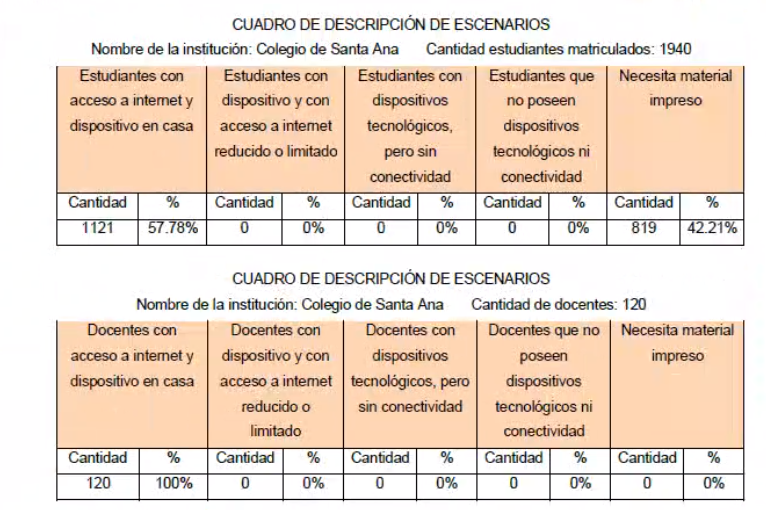 CUADRO DE DESCRIPCIÓN DE ESCENARIOS
Nombre de la institución: Colegio de Santa Ana Cantidad estudiantes matriculados: 1940
Estudiantes con acceso a internet y dispositivo en casa
Estudiantes con dispositivo y con acceso a internet reducido o limitado
Estudiantes con dispositivos tecnológicos, pero sin conectividad
Estudiantes que no poseen dispositivos tecnológicos ni conectividad
Necesita material impreso
Cantidad % Cantidad % Cantidad % Cantidad % Cantidad %
1121 57.78% 0 0% 0 0% 0 0% 819 42.21%
CUADRO DE DESCRIPCIÓN DE ESCENARIOS
Nombre de la institución: Colegio de Santa Ana Cantidad de docentes: 120
Docentes con acceso a internet y dispositivo en casa
Docentes con dispositivo y con acceso a internet reducido o limitado
Docentes con dispositivos tecnológicos, pero sin conectividad
Docentes que no poseen dispositivos tecnológicos ni conectividad
Necesita material impreso
Cantidad % Cantidad % Cantidad % Cantidad % Cantidad %
120 100% 0 0% 0 0% 0 0% 0 0%